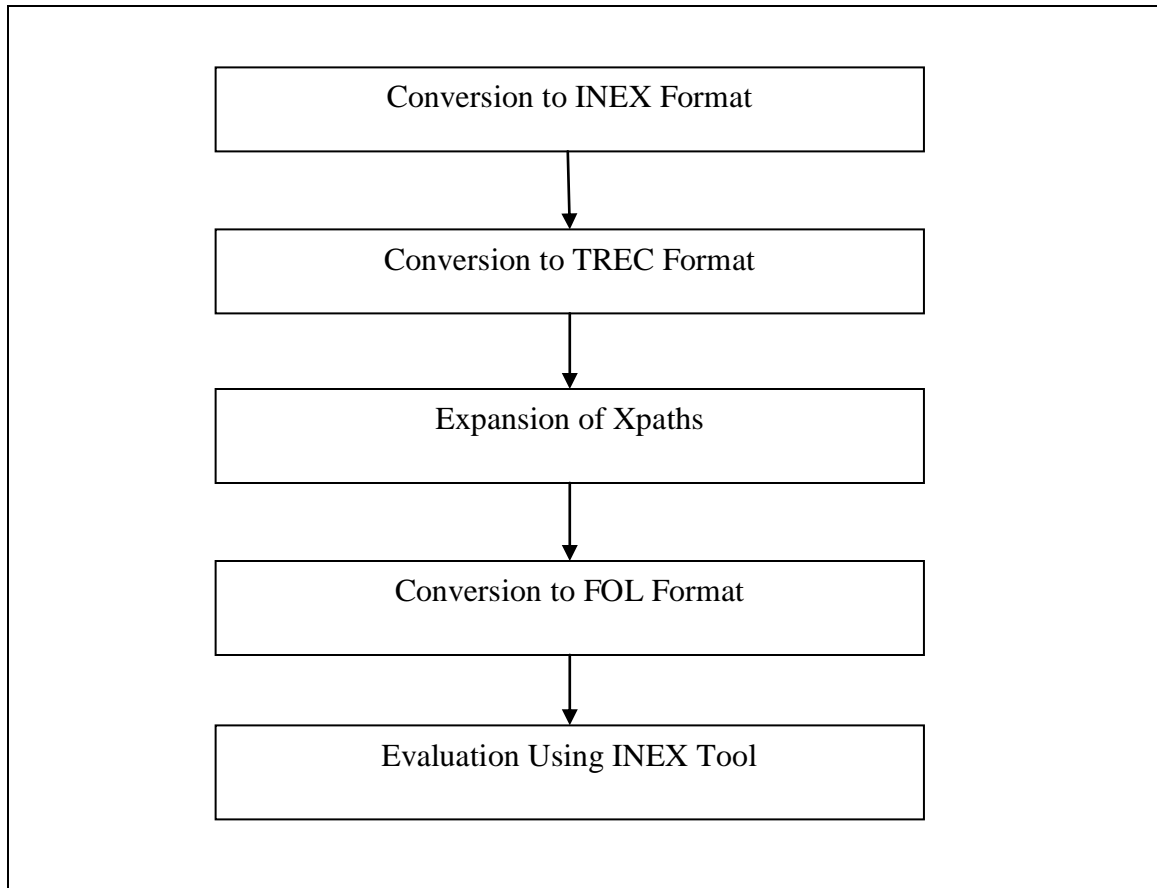 Conversion to INEX Format
Conversion to TREC Format
Expansion of Xpaths
Conversion to FOL Format
Evaluation Using INEX Tool